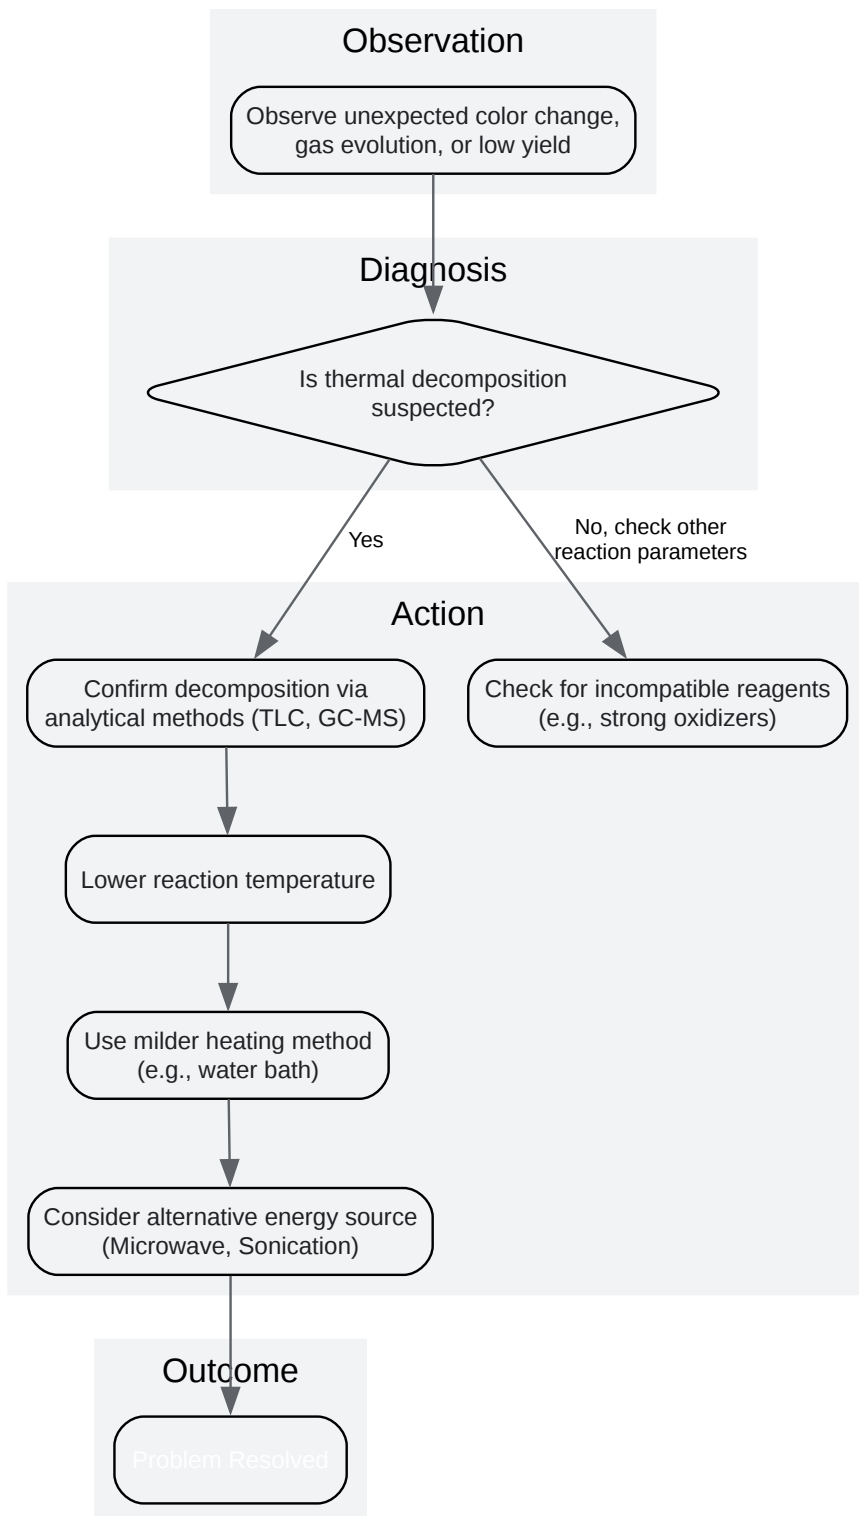 Observation
Observe unexpected color change,
gas evolution, or low yield
Diagnosis
Is thermal decomposition
suspected?
Yes
No, check other
reaction parameters
Action
Confirm decomposition via
analytical methods (TLC, GC-MS)
Check for incompatible reagents
(e.g., strong oxidizers)
Lower reaction temperature
Use milder heating method
(e.g., water bath)
Consider alternative energy source
(Microwave, Sonication)
Outcome
Problem Resolved